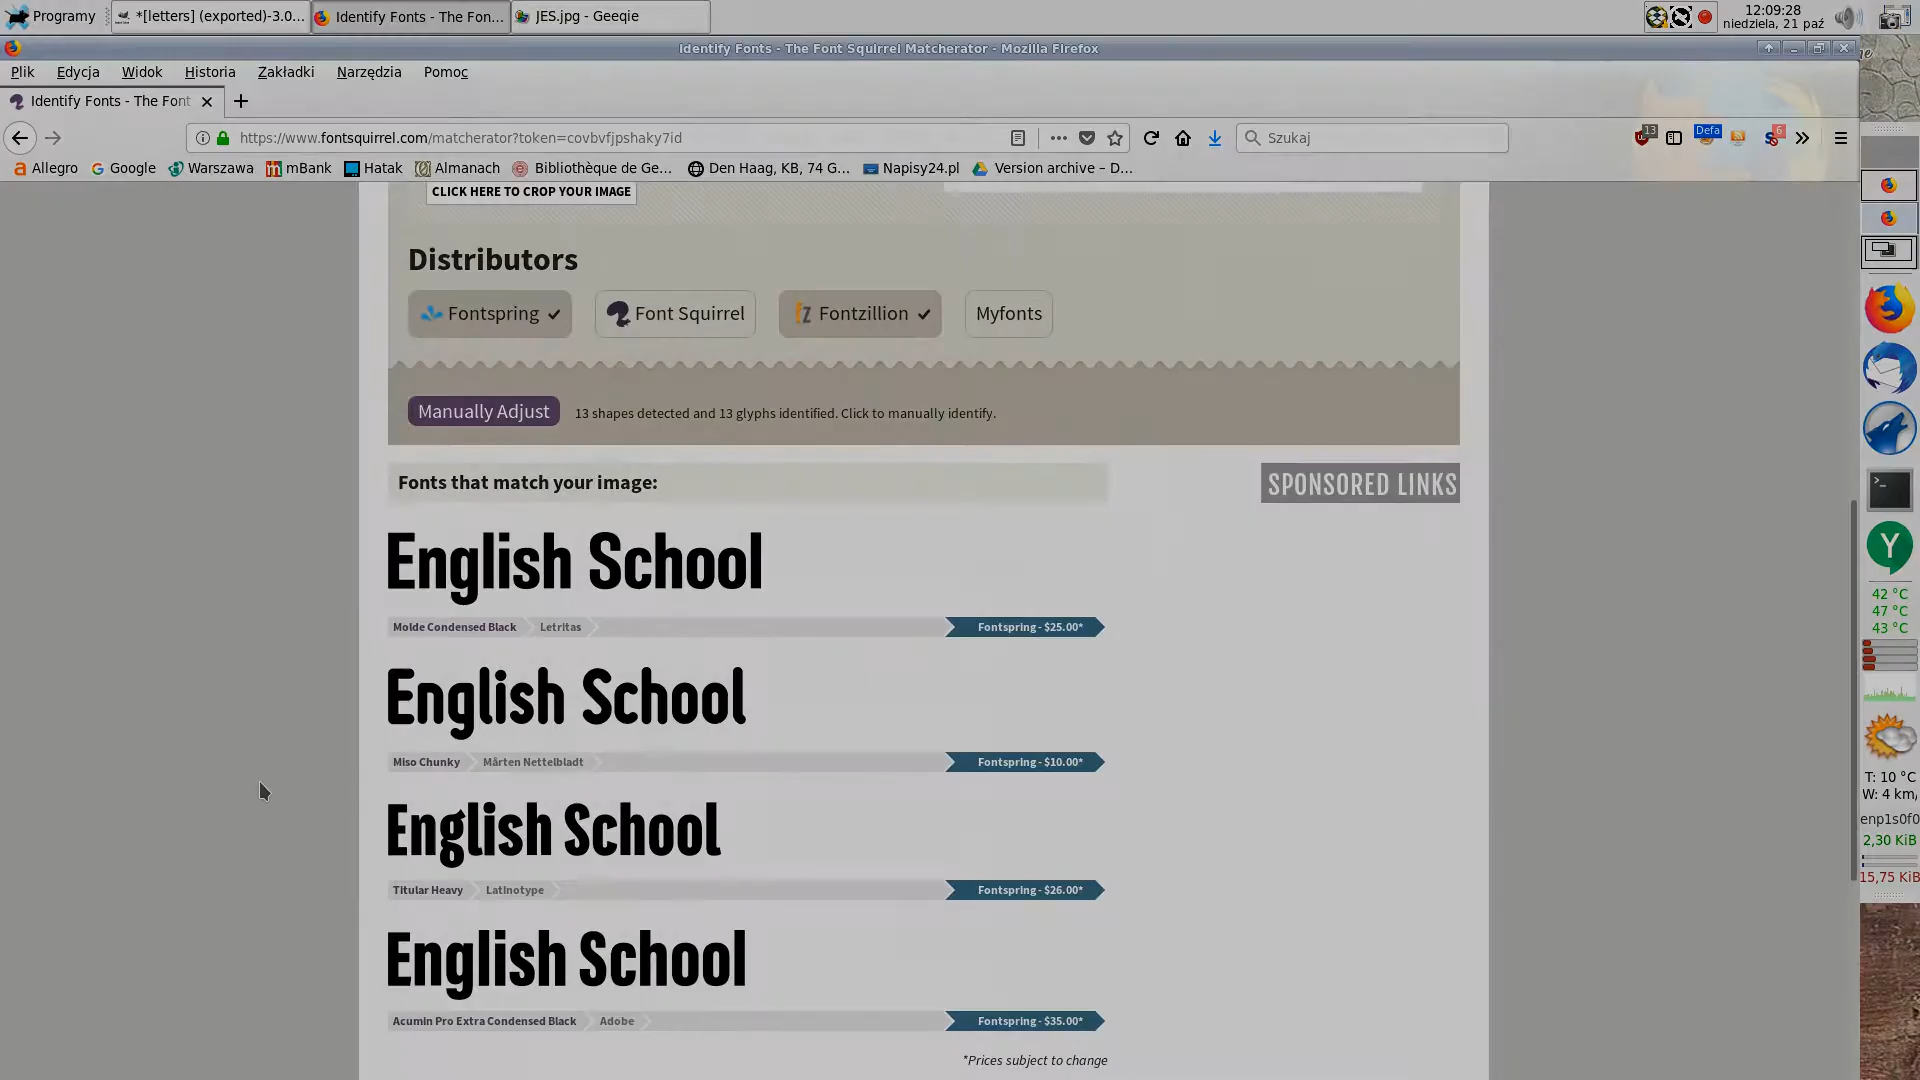 Programy
*[letters] (exported)-3.0...
Identify Fonts - The Fon...
JES.jpg - Geeqie
12:09:28
niedziela, 21 paź
Identify Fonts - The Font Squirrel Matcherator - Mozilla Firefox
Plik Edycja Widok Historia Zakładki Narzędzia Pomoc
Identify Fonts - The Font
https://www.fontsquirrel.com/matcherator?token=covbvfjpshaky7id
Szukaj
13
Defa
6
Allegro Google Warszawa mBank Hatak Almanach Bibliothèque de Ge... Den Haag, KB, 74 G... Napisy24.pl Version archive – D...
CLICK HERE TO CROP YOUR IMAGE
Distributors
Fontspring Font Squirrel Fontzillion Myfonts
Manually Adjust 13 shapes detected and 13 glyphs identified. Click to manually identify.
Fonts that match your image:
SPONSORED LINKS
English School
Molde Condensed Black Letritas Fontspring - $25.00*
English School
Miso Chunky Mårten Nettelbladt Fontspring - $10.00*
English School
Titular Heavy Latinotype Fontspring - $26.00*
English School
Acumin Pro Extra Condensed Black Adobe Fontspring - $35.00*
*Prices subject to change
Y
42 °C
47 °C
43 °C
T: 10 °C
W: 4 km/
enp1s0f0
2,30 KiB
15,75 KiB